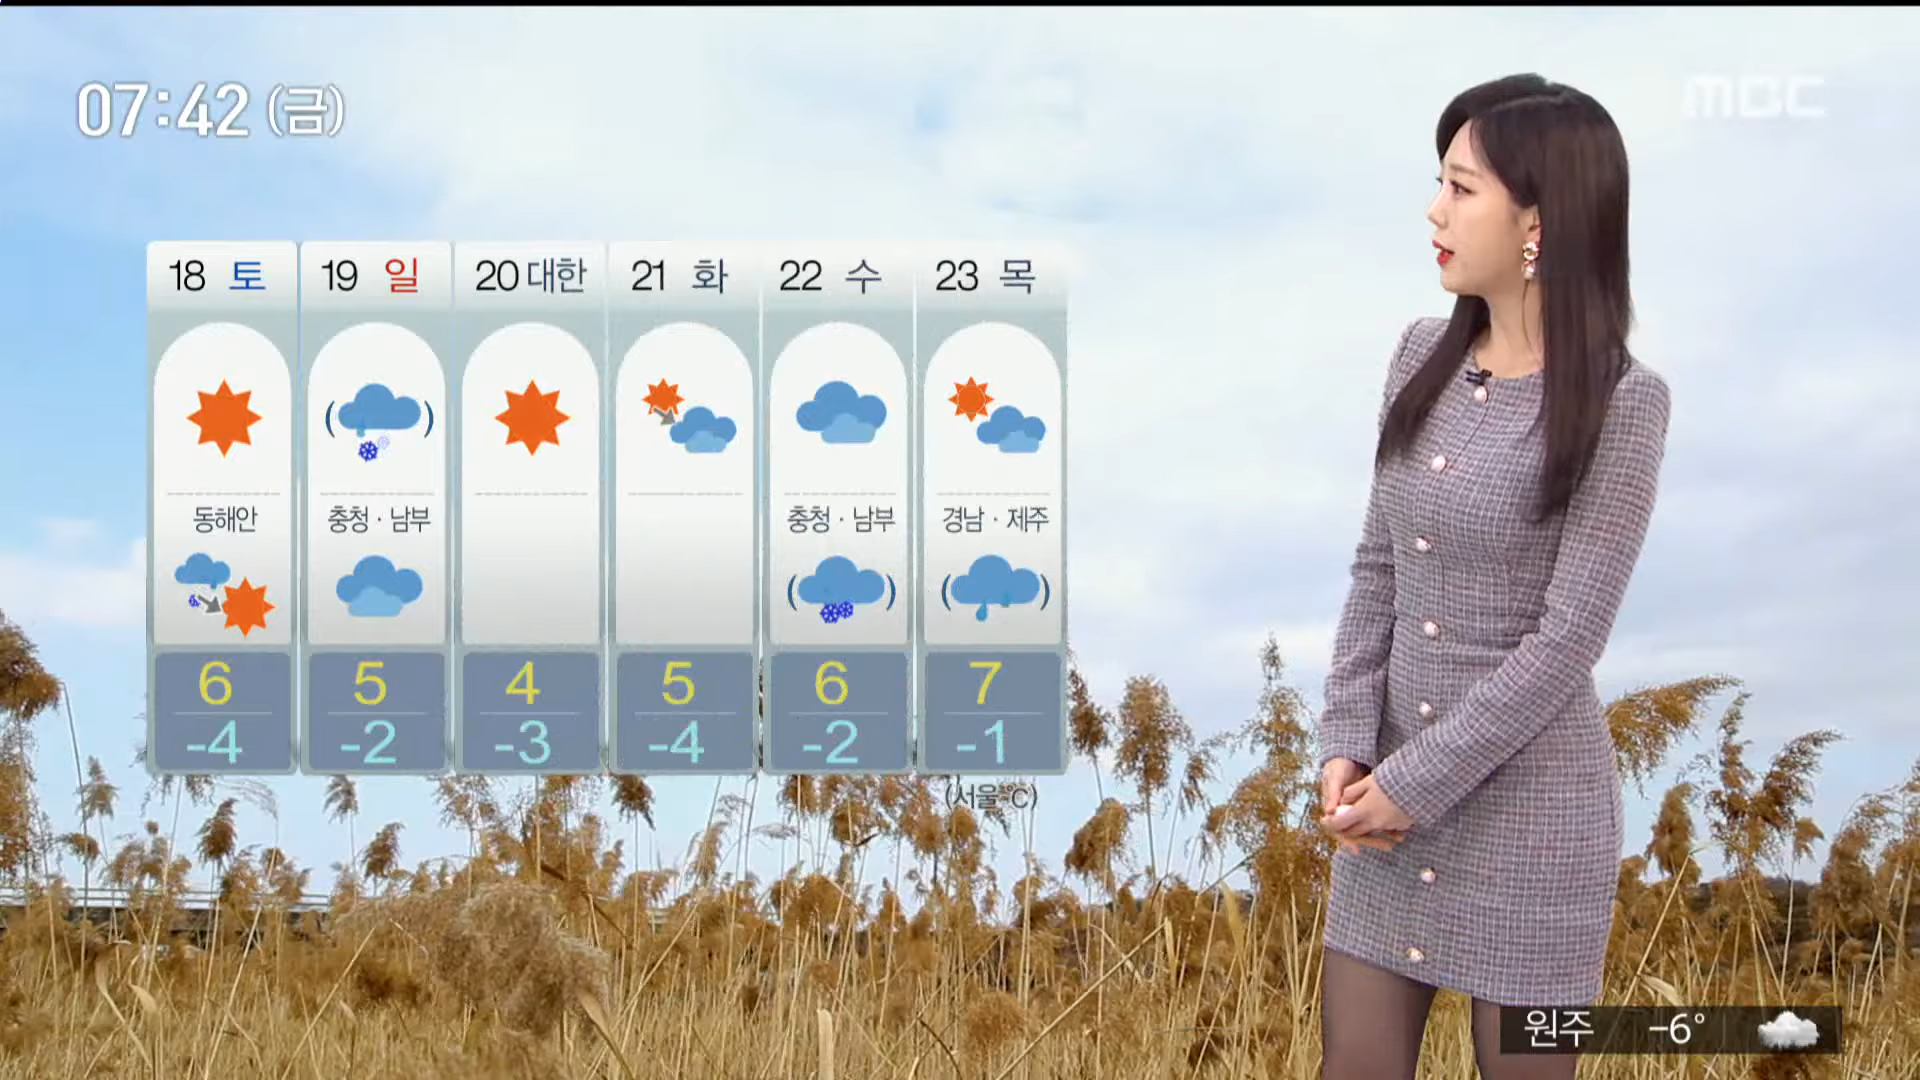 07:42 (금)
MBC
18 토 19 일 20 대한 21 화 22 수 23 목
동해안 충청 · 남부 충청 · 남부 경남 · 제주
6 5 4 5 6 7
-4 -2 -3 -4 -2 -1
(서울 ℃)
원주 -6°